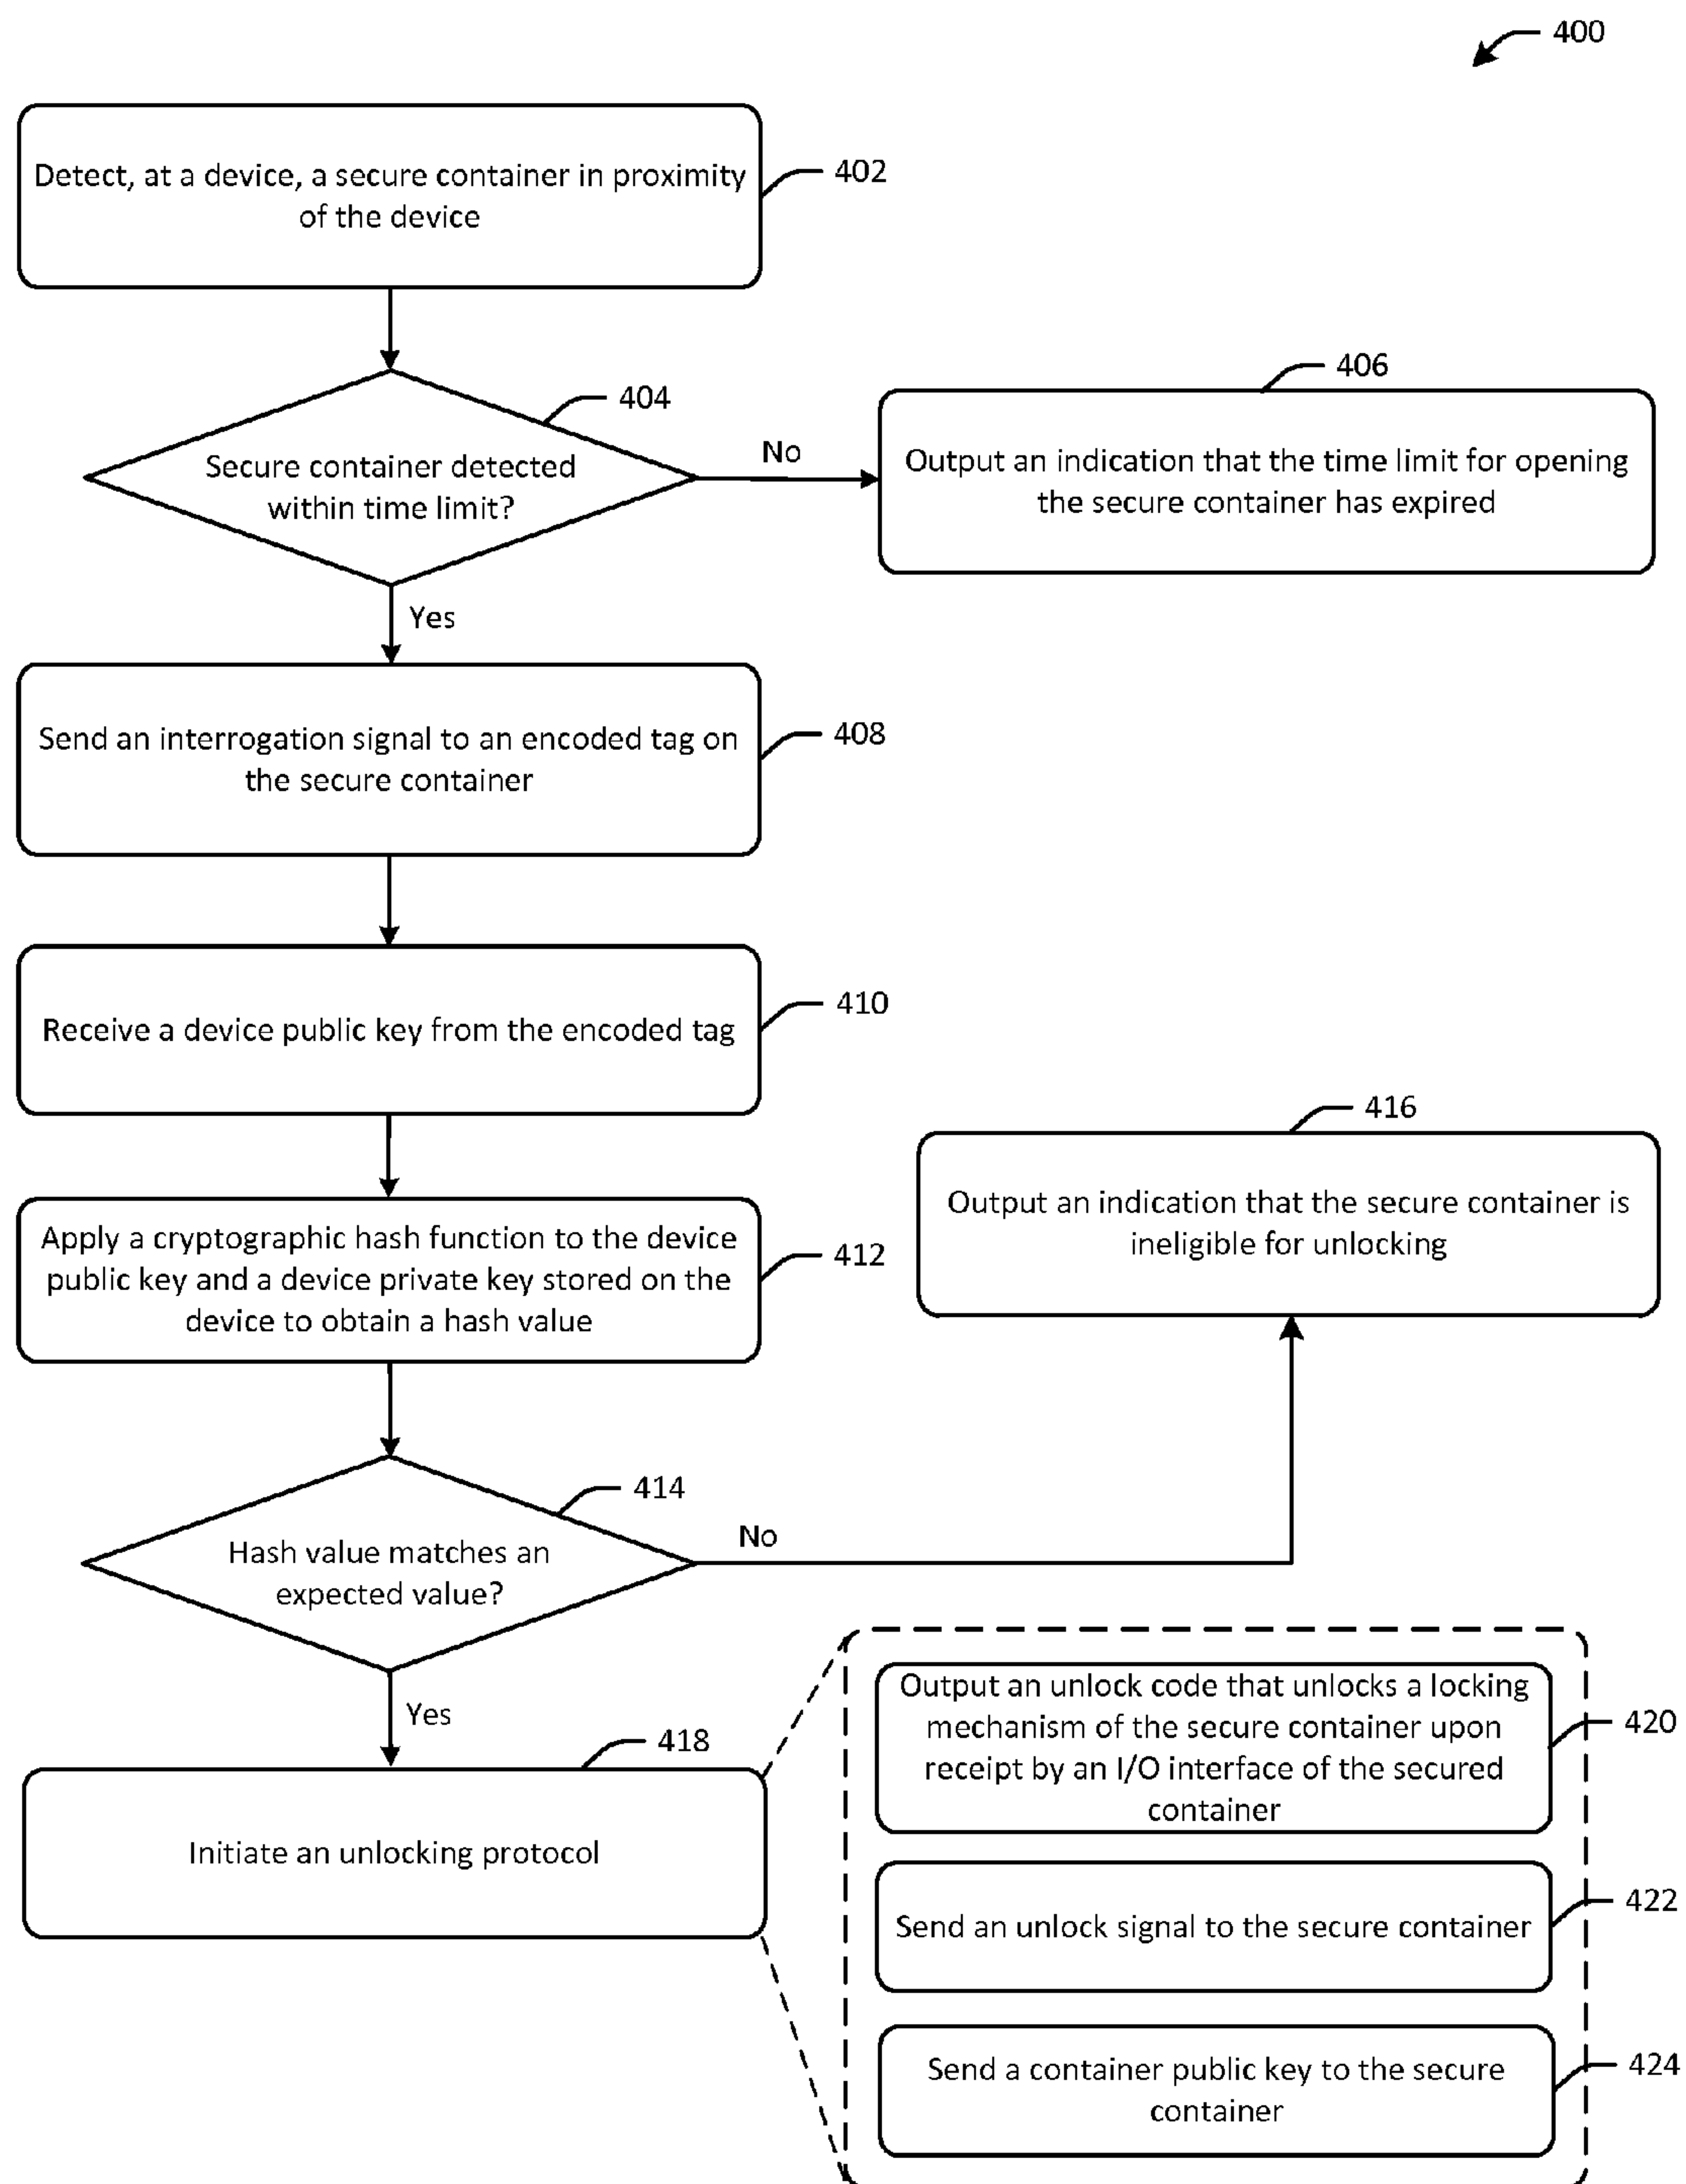 400
Detect, at a device, a secure container in proximity
of the device
402
404
Secure container detected
within time limit?
No
406
Output an indication that the time limit for opening
the secure container has expired
Yes
Send an interrogation signal to an encoded tag on
the secure container
408
Receive a device public key from the encoded tag
410
Apply a cryptographic hash function to the device
public key and a device private key stored on the
device to obtain a hash value
412
416
Output an indication that the secure container is
ineligible for unlocking
414
Hash value matches an
expected value?
No
Yes
418
Initiate an unlocking protocol
Output an unlock code that unlocks a locking
mechanism of the secure container upon
receipt by an I/O interface of the secured
container
420
Send an unlock signal to the secure container
422
Send a container public key to the secure
container
424